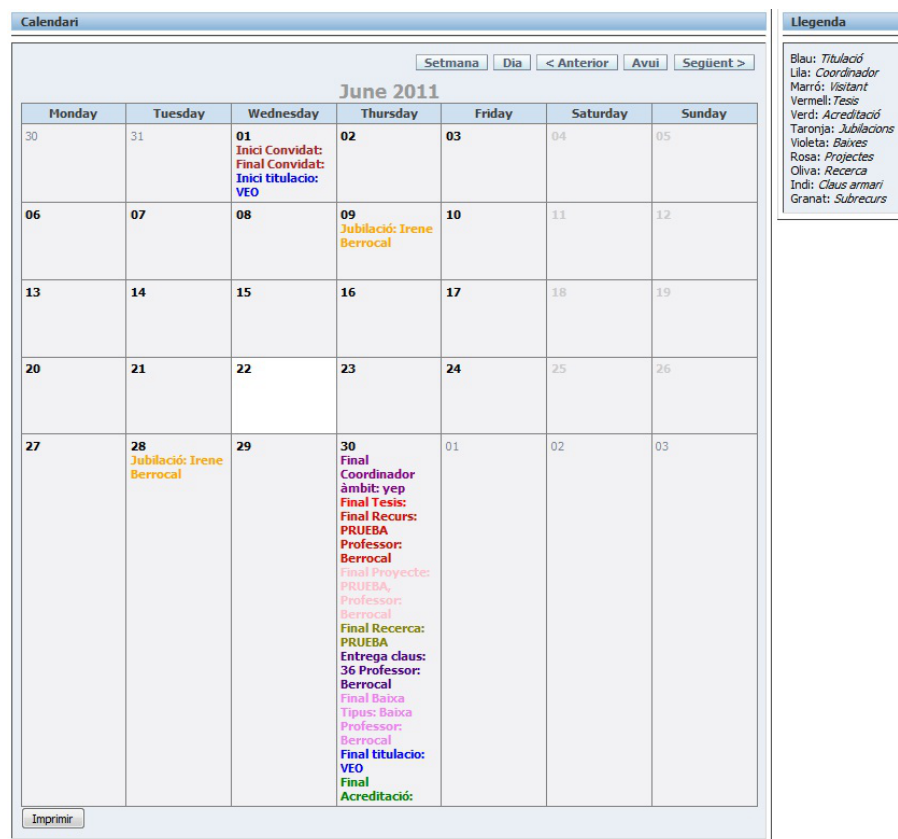 Calendari
Setmana Dia < Anterior Avui Següent >
June 2011
Monday Tuesday Wednesday Thursday Friday Saturday Sunday
30 31 01 02 03 04 05
Inici Convidat:
Final Convidat:
Inici titulacio:
VEO
06 07 08 09 10 11 12
Jubilació: Irene
Berrocal
13 14 15 16 17 18 19
20 21 22 23 24 25 26
27 28 29 30 01 02 03
Jubilació: Irene
Berrocal
Final
Coordinador
àmbit: yep
Final Tesis:
Final Recurs:
PRUEBA
Professor:
Berrocal
Final Proyecte:
PRUEBA,
Professor:
Berrocal
Final Recerca:
PRUEBA
Entrega claus:
36 Professor:
Berrocal
Final Baixa
Tipus: Baixa
Professor:
Berrocal
Final titulacio:
VEO
Final
Acreditació:
Imprimir
Llegenda
Blau: Titulació
Lila: Coordinador
Marró: Visitant
Vermell: Tesis
Verd: Acreditació
Taronja: Jubilacions
Violeta: Baixes
Rosa: Projectes
Oliva: Recerca
Indi: Claus armari
Granat: Subrecurs